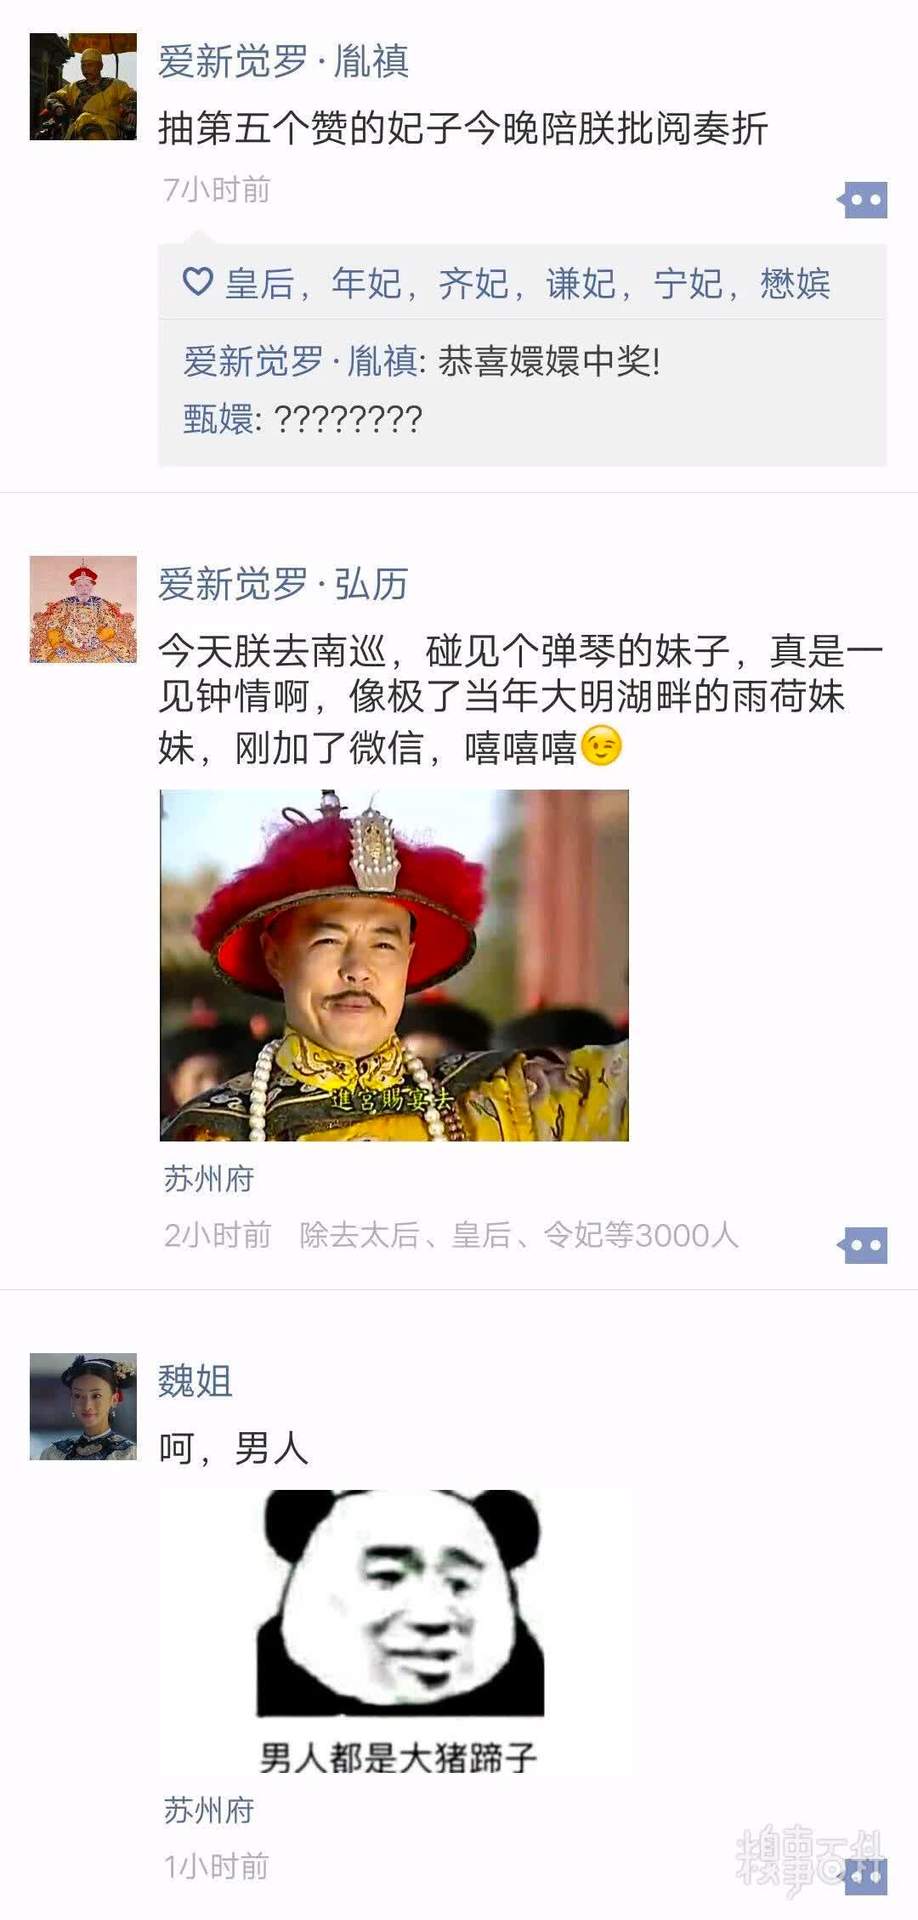 爱新觉罗·胤禛
抽第五个赞的妃子今晚陪朕批阅奏折
7小时前
皇后，年妃，齐妃，谦妃，宁妃，懋嫔
爱新觉罗·胤禛: 恭喜嬛嬛中奖!
甄嬛: ????????
爱新觉罗·弘历
今天朕去南巡，碰见个弹琴的妹子，真是一
见钟情啊，像极了当年大明湖畔的雨荷妹
妹，刚加了微信，嘻嘻嘻😉
進宮賜宴去
苏州府
2小时前 除去太后、皇后、令妃等3000人
魏姐
呵，男人
男人都是大猪蹄子
苏州府
1小时前
糗事百科